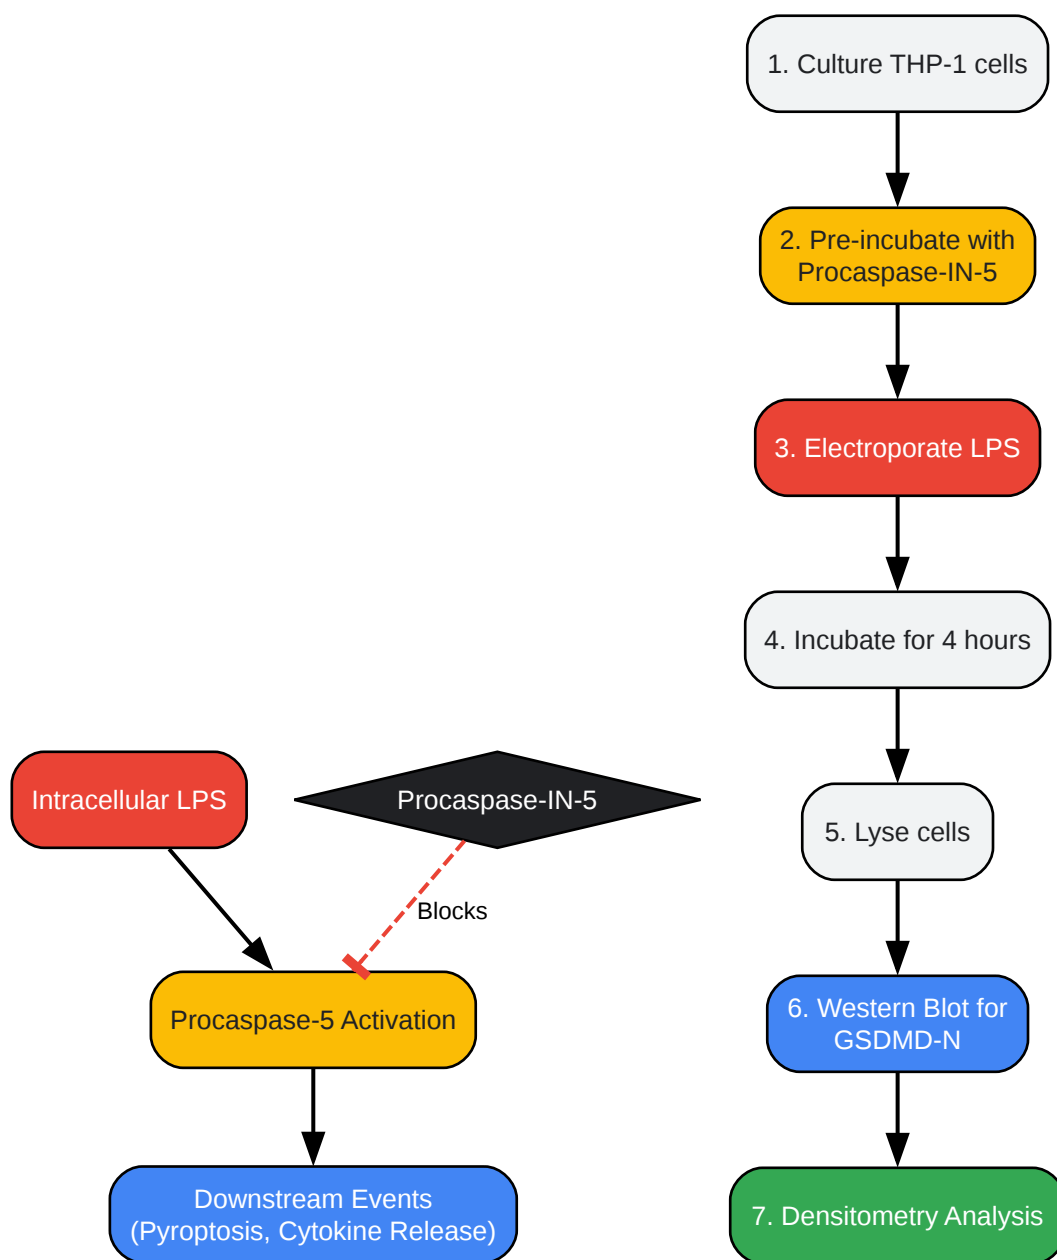 1. Culture THP-1 cells
2. Pre-incubate with
Procaspase-IN-5
3. Electroporate LPS
4. Incubate for 4 hours
5. Lyse cells
6. Western Blot for
GSDMD-N
7. Densitometry Analysis
Intracellular LPS
Procaspase-IN-5
Blocks
Procaspase-5 Activation
Downstream Events
(Pyroptosis, Cytokine Release)